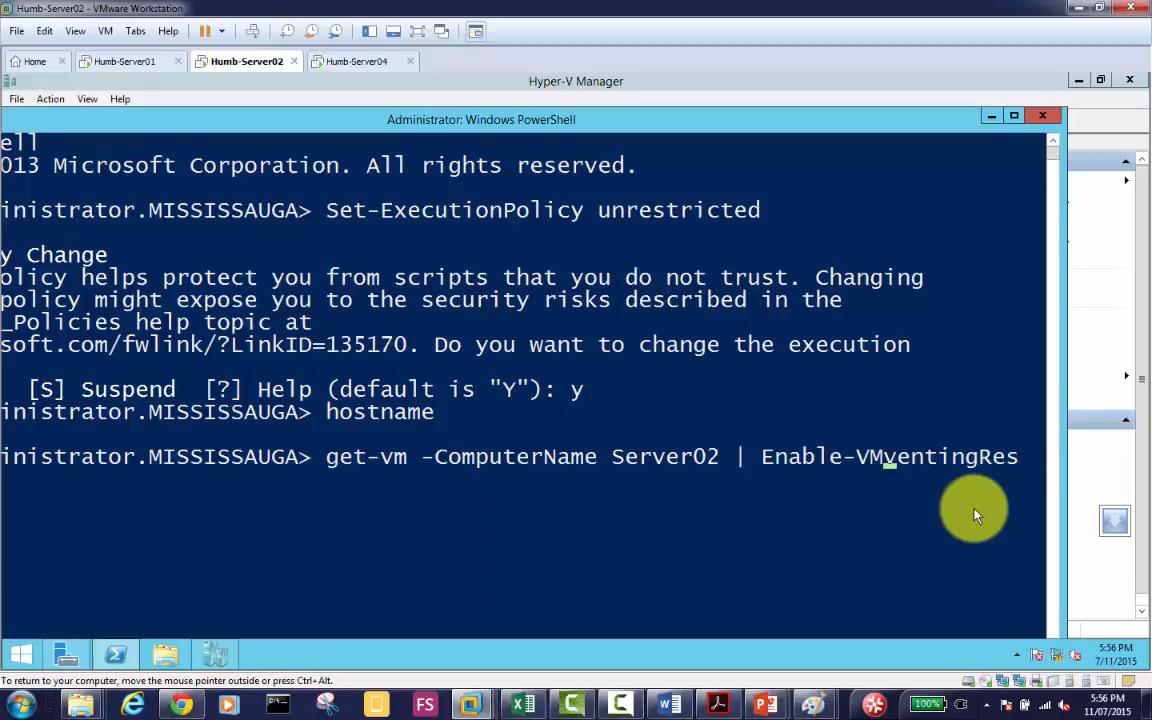 Humb-Server02 - VMware Workstation
File Edit View VM Tabs Help
Home Humb-Server01 Humb-Server02 Humb-Server04
Hyper-V Manager
File Action View Help
Administrator: Windows PowerShell
ell
013 Microsoft Corporation. All rights reserved.
inistrator.MISSISSAUGA> Set-ExecutionPolicy unrestricted
y Change
olicy helps protect you from scripts that you do not trust. Changing
policy might expose you to the security risks described in the
_Policies help topic at
soft.com/fwlink/?LinkID=135170. Do you want to change the execution
[S] Suspend [?] Help (default is "Y"): y
inistrator.MISSISSAUGA> hostname
inistrator.MISSISSAUGA> get-vm -ComputerName Server02 | Enable-VMventingRes
5:56 PM
7/11/2015
To return to your computer, move the mouse pointer outside or press Ctrl+Alt.
FS
100%
5:56 PM
11/07/2015